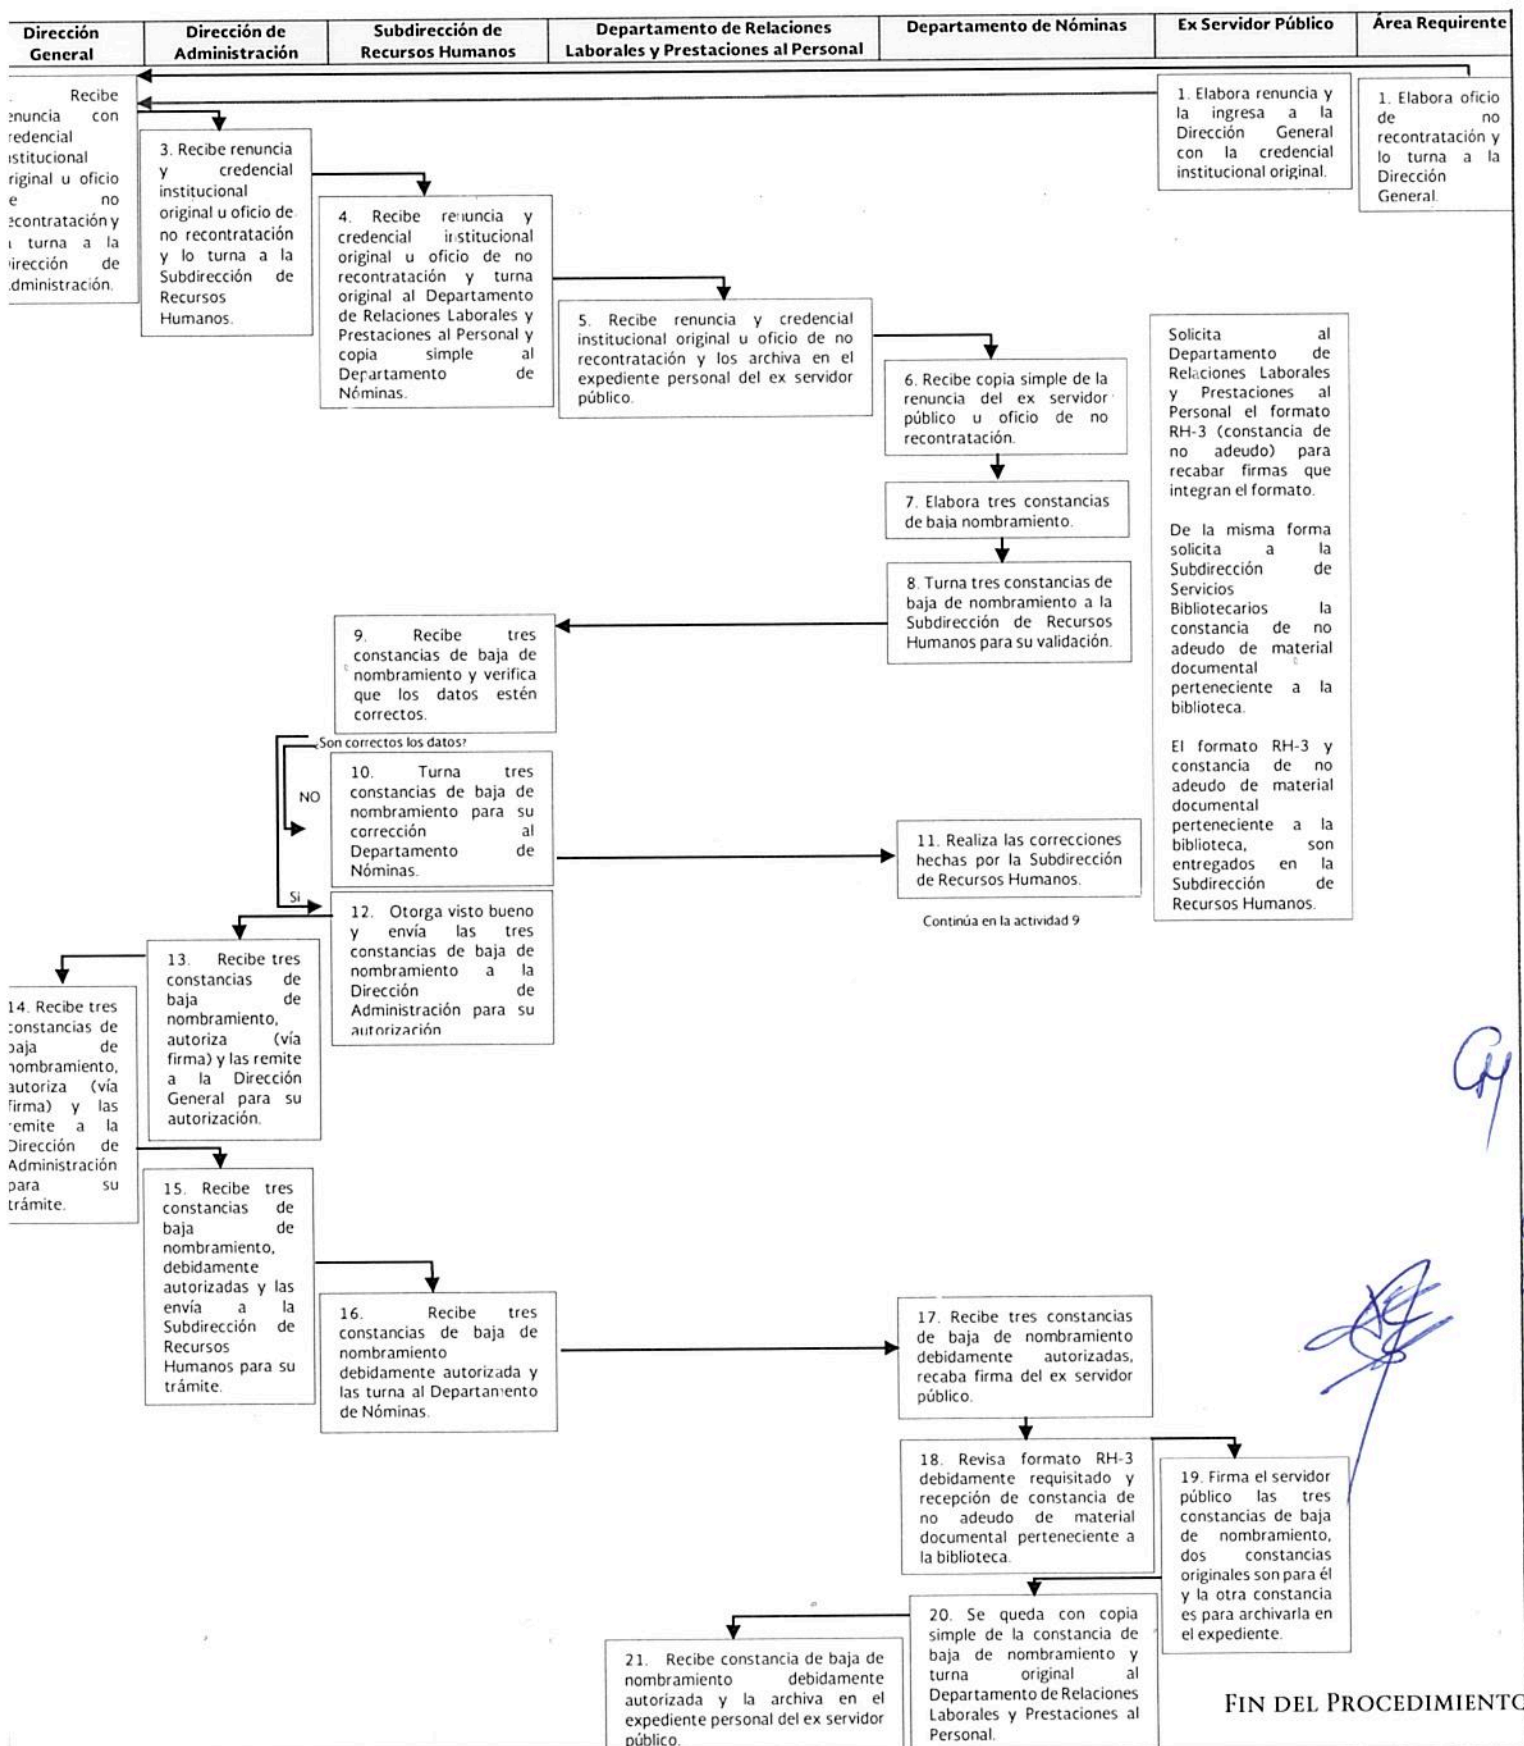 Dirección
General
Dirección de
Administración
Subdirección de
Recursos Humanos
Departamento de Relaciones
Laborales y Prestaciones al Personal
Departamento de Nóminas
Ex Servidor Público
Área Requirente
1. Elabora renuncia y
la ingresa a la
Dirección General
con la credencial
institucional original.
1. Elabora oficio
de no
recontratación y
lo turna a la
Dirección
General.
. Recibe
enuncia con
redencial
nstitucional
riginal u oficio
e no
econtratación y
a turna a la
irección de
dministración.
3. Recibe renuncia
y credencial
institucional
original u oficio de
no recontratación
y lo turna a la
Subdirección de
Recursos
Humanos.
4. Recibe renuncia y
credencial institucional
original u oficio de no
recontratación y turna
original al Departamento
de Relaciones Laborales y
Prestaciones al Personal y
copia simple al
Departamento de
Nóminas.
5. Recibe renuncia y credencial
institucional original u oficio de no
recontratación y los archiva en el
expediente personal del ex servidor
público.
6. Recibe copia simple de la
renuncia del ex servidor
público u oficio de no
recontratación.
7. Elabora tres constancias
de baja nombramiento.
8. Turna tres constancias de
baja de nombramiento a la
Subdirección de Recursos
Humanos para su validación.
Solicita al
Departamento de
Relaciones Laborales
y Prestaciones al
Personal el formato
RH-3 (constancia de
no adeudo) para
recabar firmas que
integran el formato.
De la misma forma
solicita a la
Subdirección de
Servicios
Bibliotecarios la
constancia de no
adeudo de material
documental
perteneciente a la
biblioteca.
El formato RH-3 y
constancia de no
adeudo de material
documental
perteneciente a la
biblioteca, son
entregados en la
Subdirección de
Recursos Humanos.
9. Recibe tres
constancias de baja de
nombramiento y verifica
que los datos estén
correctos.
¿Son correctos los datos?
NO
10. Turna tres
constancias de baja de
nombramiento para su
corrección al
Departamento de
Nóminas.
11. Realiza las correcciones
hechas por la Subdirección
de Recursos Humanos.
Continúa en la actividad 9
Si
12. Otorga visto bueno
y envía las tres
constancias de baja de
nombramiento a la
Dirección de
Administración para su
autorización
13. Recibe tres
constancias de
baja de
nombramiento,
autoriza (vía
firma) y las remite
a la Dirección
General para su
autorización.
14. Recibe tres
constancias de
baja de
nombramiento,
autoriza (vía
firma) y las
remite a la
Dirección de
Administración
para su
trámite.
15. Recibe tres
constancias de
baja de
nombramiento,
debidamente
autorizadas y las
envía a la
Subdirección de
Recursos
Humanos para su
trámite.
16. Recibe tres
constancias de baja de
nombramiento
debidamente autorizada y
las turna al Departamento
de Nóminas.
17. Recibe tres constancias
de baja de nombramiento
debidamente autorizadas,
recaba firma del ex servidor
público.
18. Revisa formato RH-3
debidamente requisitado y
recepción de constancia de
no adeudo de material
documental perteneciente a
la biblioteca.
19. Firma el servidor
público las tres
constancias de baja
de nombramiento,
dos constancias
originales son para él
y la otra constancia
es para archivarla en
el expediente.
20. Se queda con copia
simple de la constancia de
baja de nombramiento y
turna original al
Departamento de Relaciones
Laborales y Prestaciones al
Personal.
21. Recibe constancia de baja de
nombramiento debidamente
autorizada y la archiva en el
expediente personal del ex servidor
público.
FIN DEL PROCEDIMIENTO